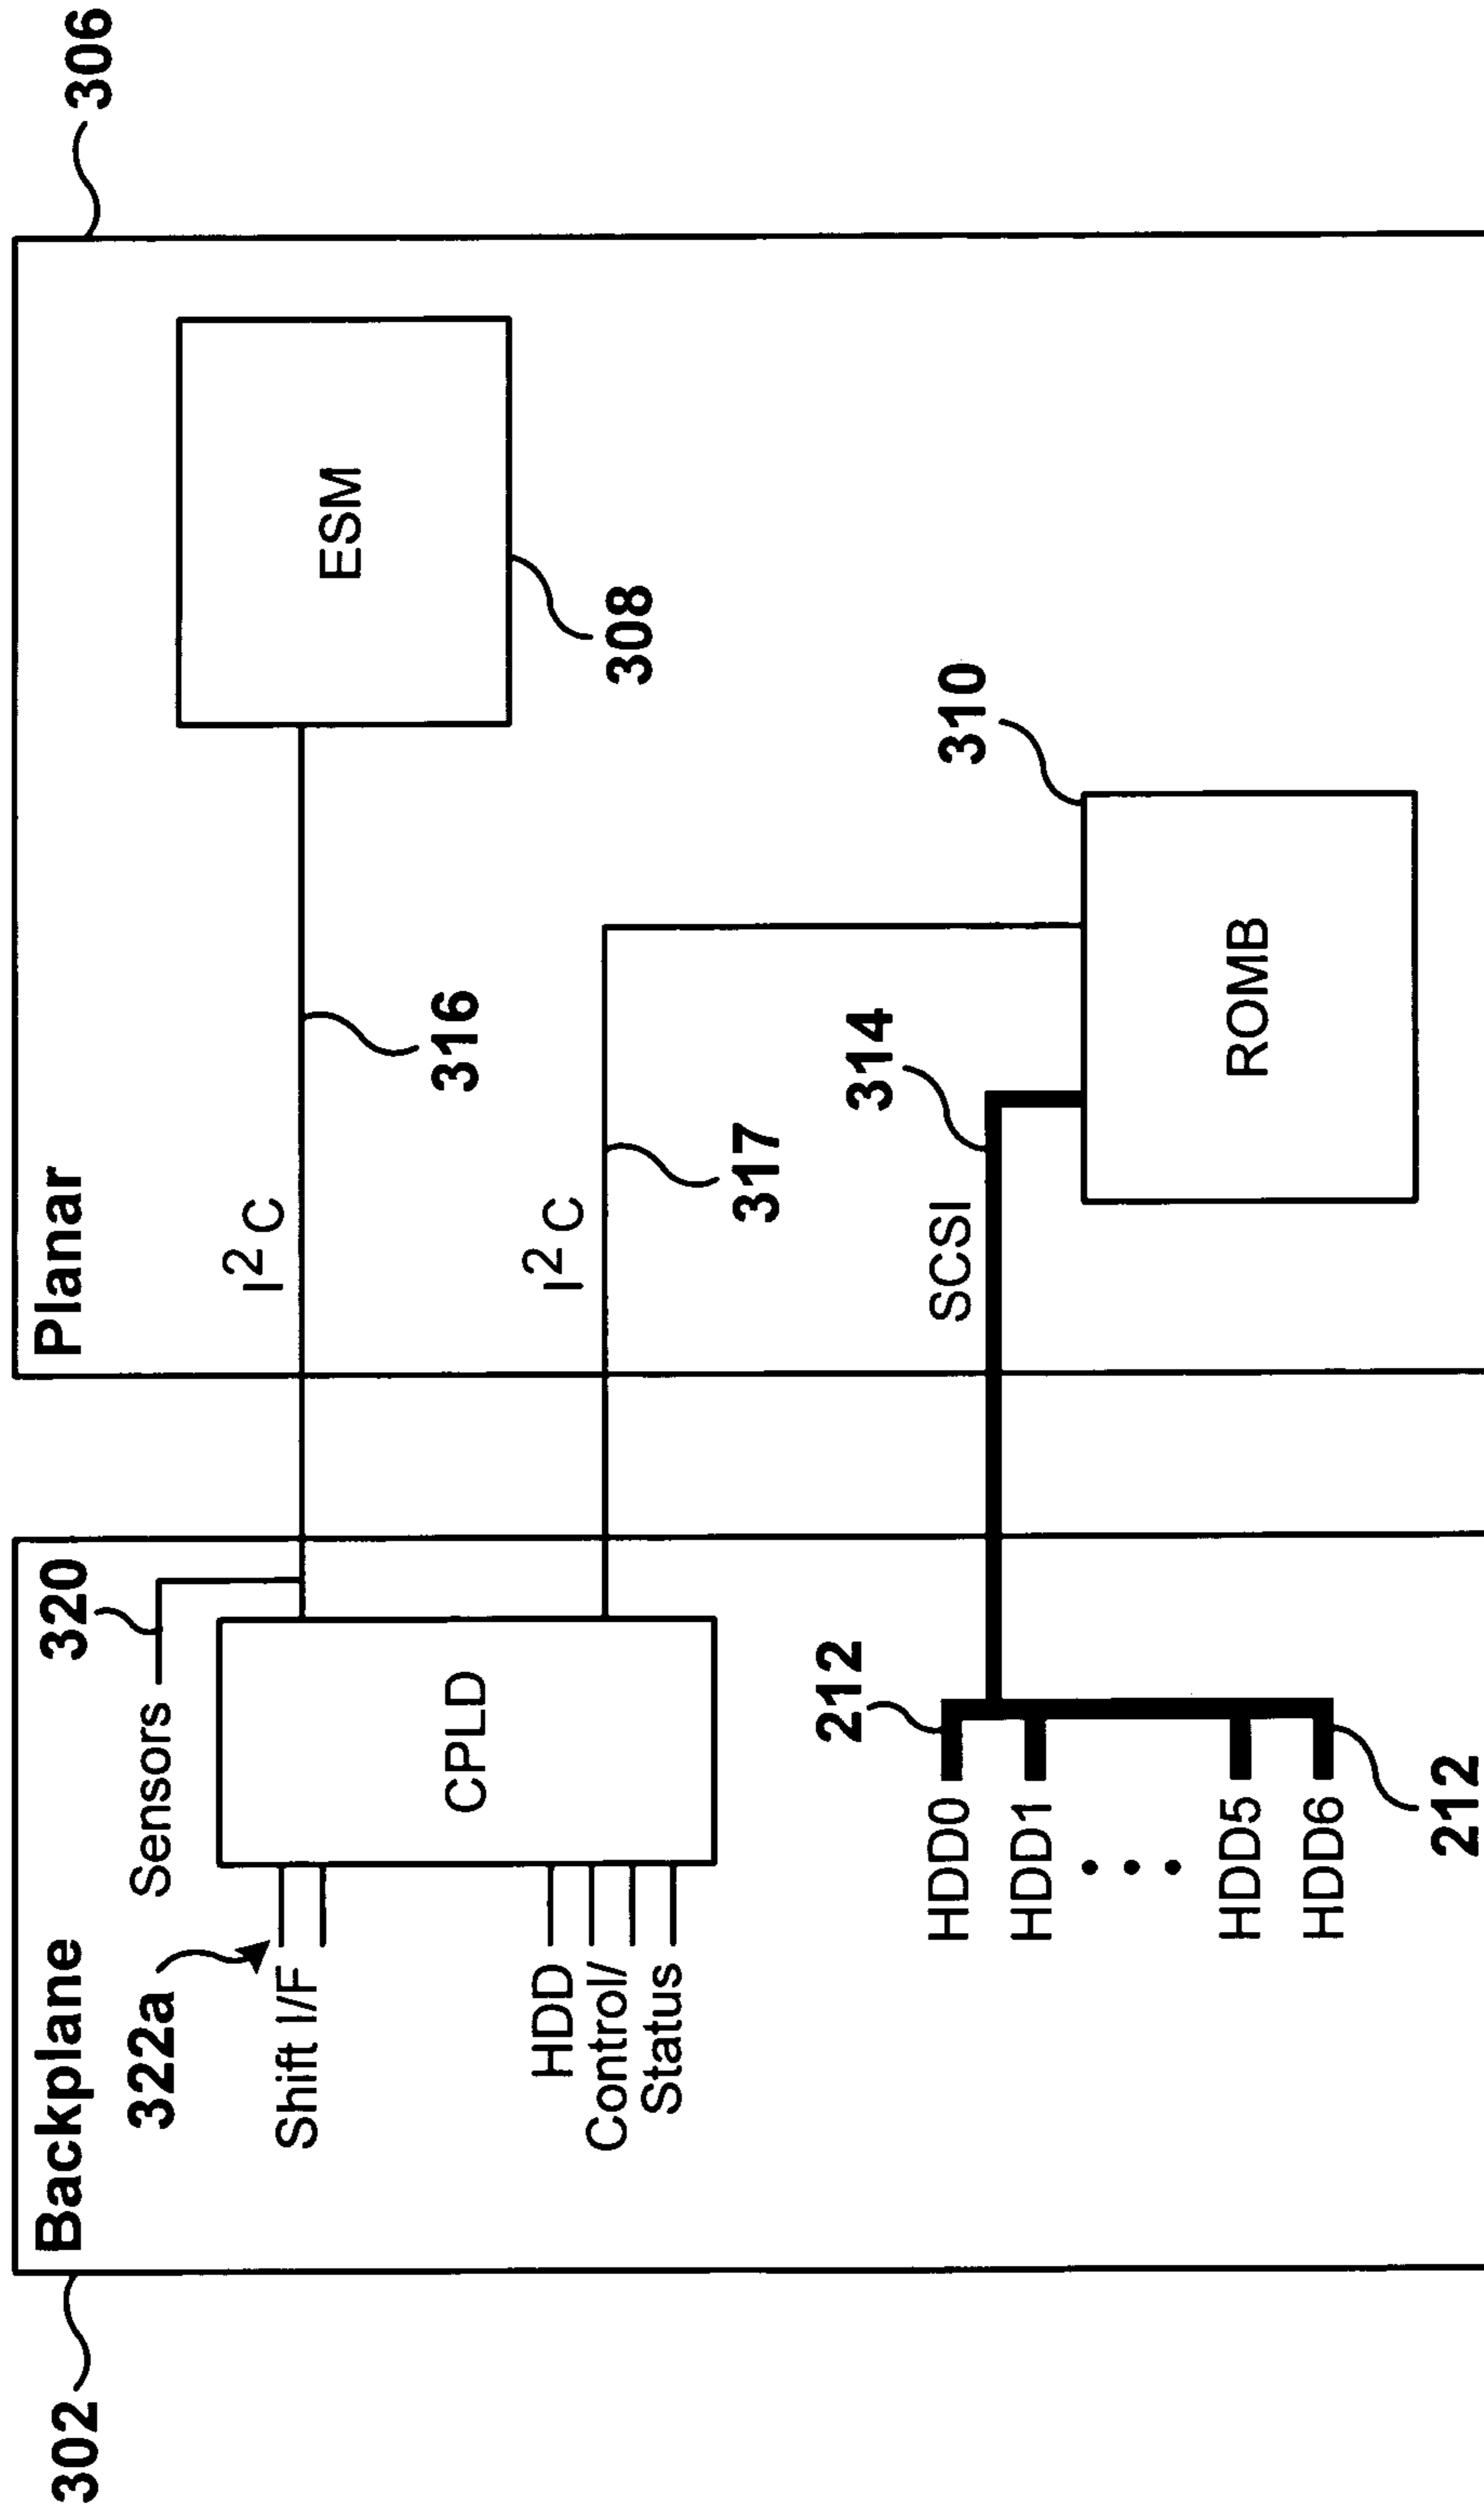 302
Backplane
322a
Sensors
320
Shift I/F
CPLD
HDD
Control/
Status
212
HDD0
HDD1
HDD5
HDD6
212
Planar
306
I2C
316
ESM
308
I2C
317
SCSI
314
310
ROMB